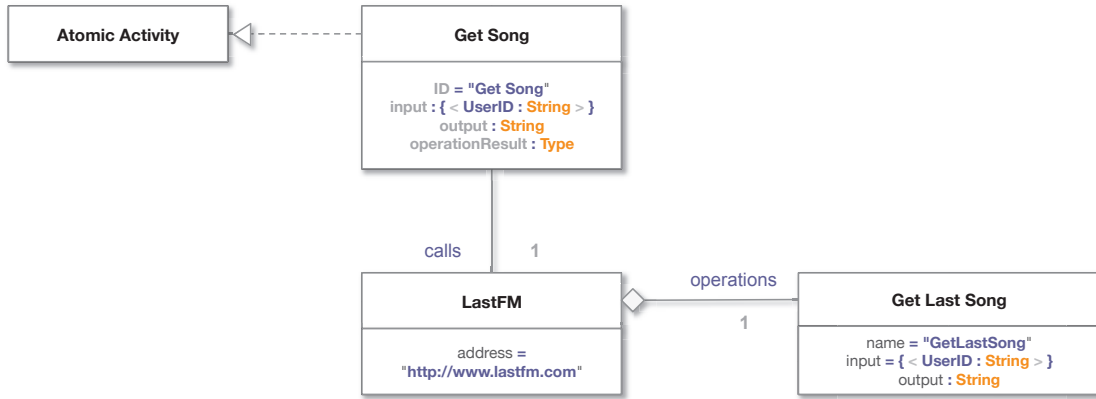 Atomic Activity
Get Song
ID = "Get Song"
input : { < UserID : String > }
output : String
operationResult : Type
calls
1
LastFM
address =
"http://www.lastfm.com"
operations
1
Get Last Song
name = "GetLastSong"
input = { < UserID : String > }
output : String